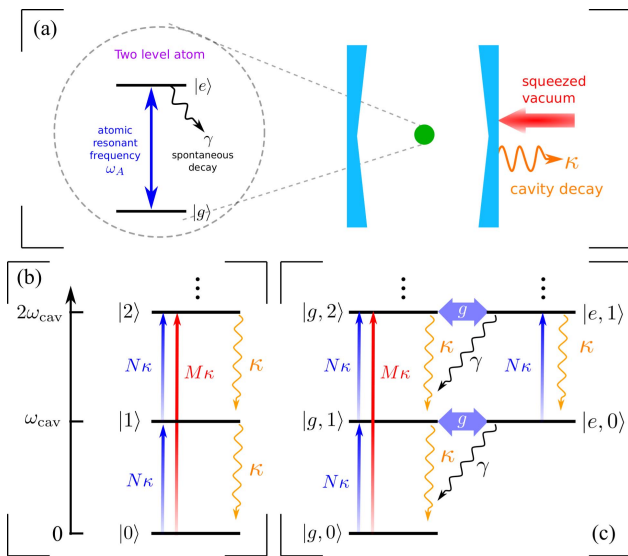 (a)
Two level atom
|e⟩
atomic
resonant
frequency
ω_A
γ
spontaneous
decay
|g⟩
squeezed
vacuum
κ
cavity decay
(b)
2ω_cav
ω_cav
0
|2⟩
Nκ
Mκ
κ
|1⟩
Nκ
κ
|0⟩
|g, 2⟩
g
|e, 1⟩
Nκ
Mκ
κ
γ
Nκ
κ
|g, 1⟩
g
|e, 0⟩
Nκ
κ
γ
|g, 0⟩
(c)